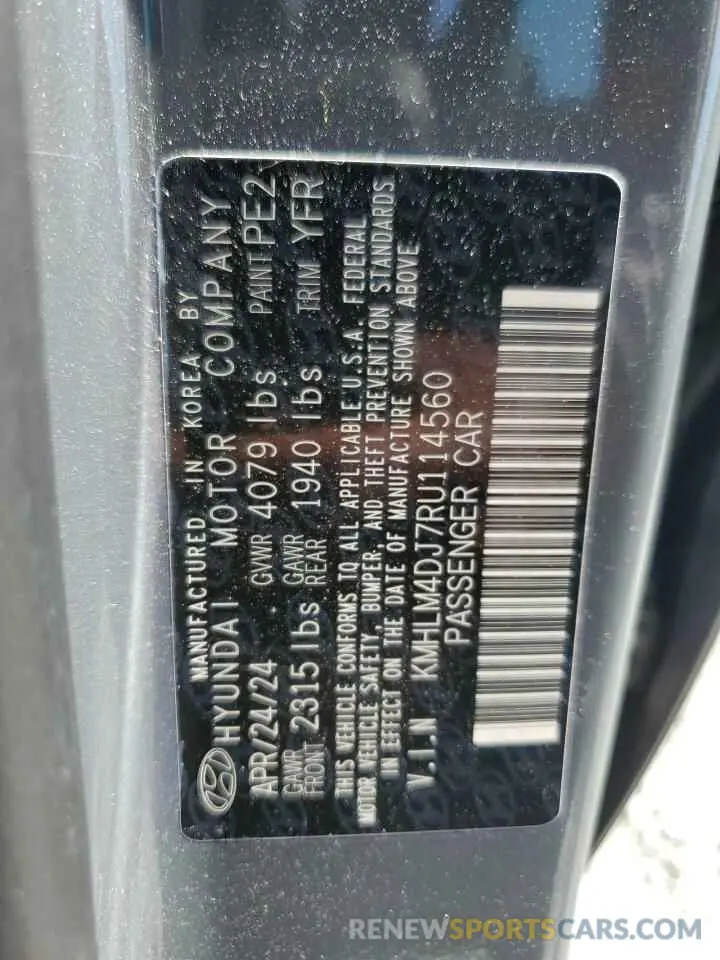 MANUFACTURED IN KOREA BY
HYUNDAI MOTOR COMPANY
APR/24/24 GVWR 4079 lbs PAINT PE2
GAWR FRONT 2315 lbs GAWR REAR 1940 lbs TRIM YFR
THIS VEHICLE CONFORMS TO ALL APPLICABLE U.S.A. FEDERAL
MOTOR VEHICLE SAFETY, BUMPER, AND THEFT PREVENTION STANDARDS
IN EFFECT ON THE DATE OF MANUFACTURE SHOWN ABOVE.
V.I.N KMHLM4DJ7RU114560
PASSENGER CAR
RENEWSPORTSCARS.COM